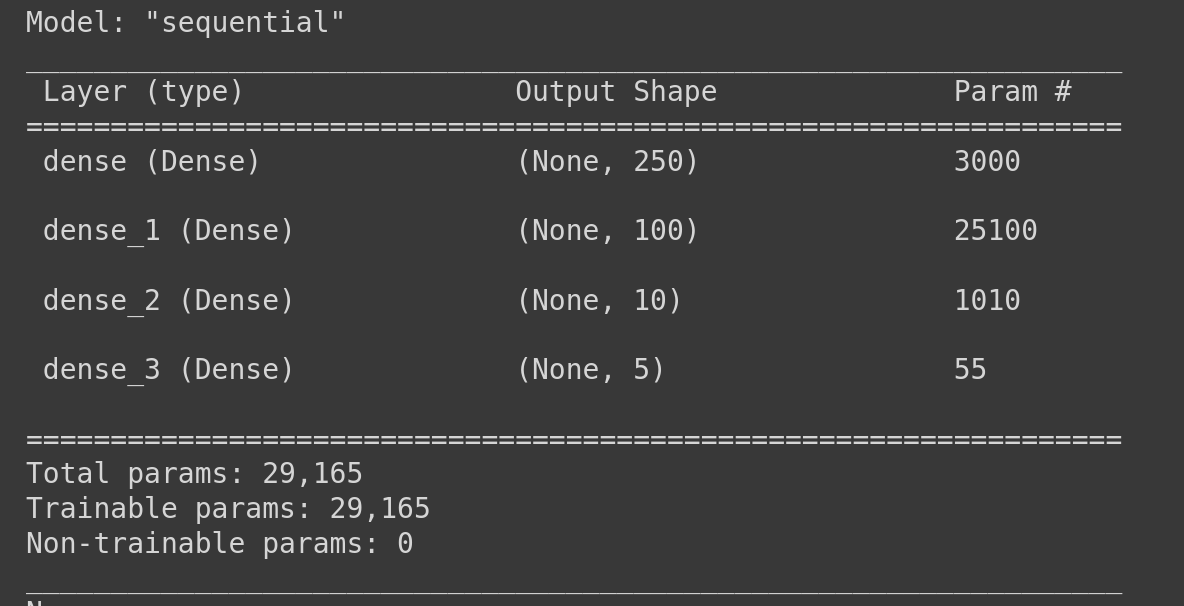 Model: "sequential"
_________________________________________________________________
 Layer (type)                Output Shape              Param #
=================================================================
 dense (Dense)               (None, 250)               3000
 dense_1 (Dense)             (None, 100)               25100
 dense_2 (Dense)             (None, 10)                1010
 dense_3 (Dense)             (None, 5)                 55
=================================================================
Total params: 29,165
Trainable params: 29,165
Non-trainable params: 0
_________________________________________________________________